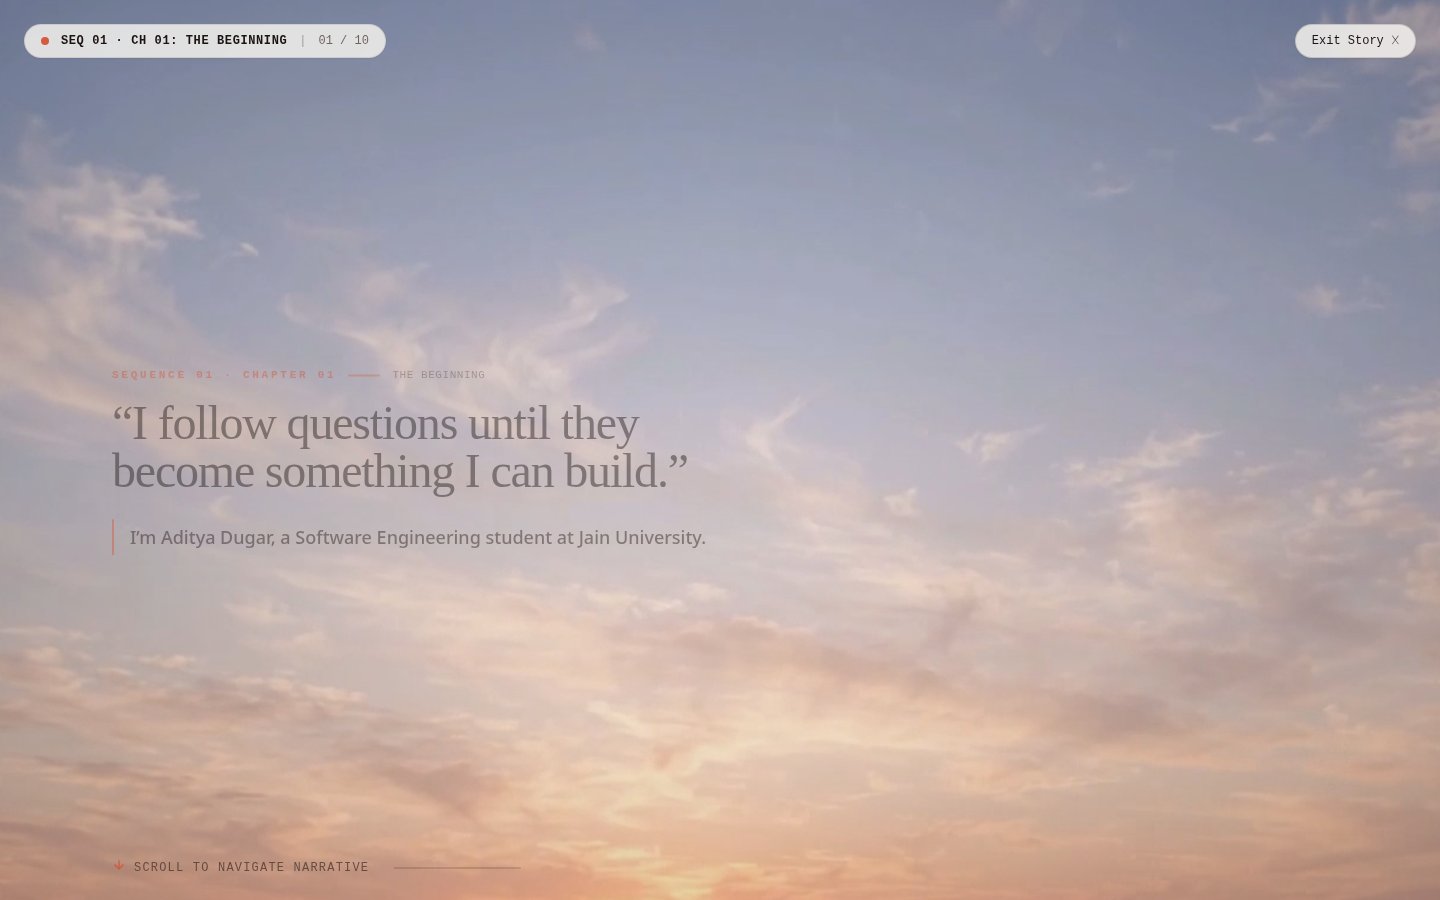 SEQ 01 · CH 01: THE BEGINNING | 01 / 10
Exit Story X
SEQUENCE 01 · CHAPTER 01 THE BEGINNING
“I follow questions until they
become something I can build.”
I’m Aditya Dugar, a Software Engineering student at Jain University.
SCROLL TO NAVIGATE NARRATIVE